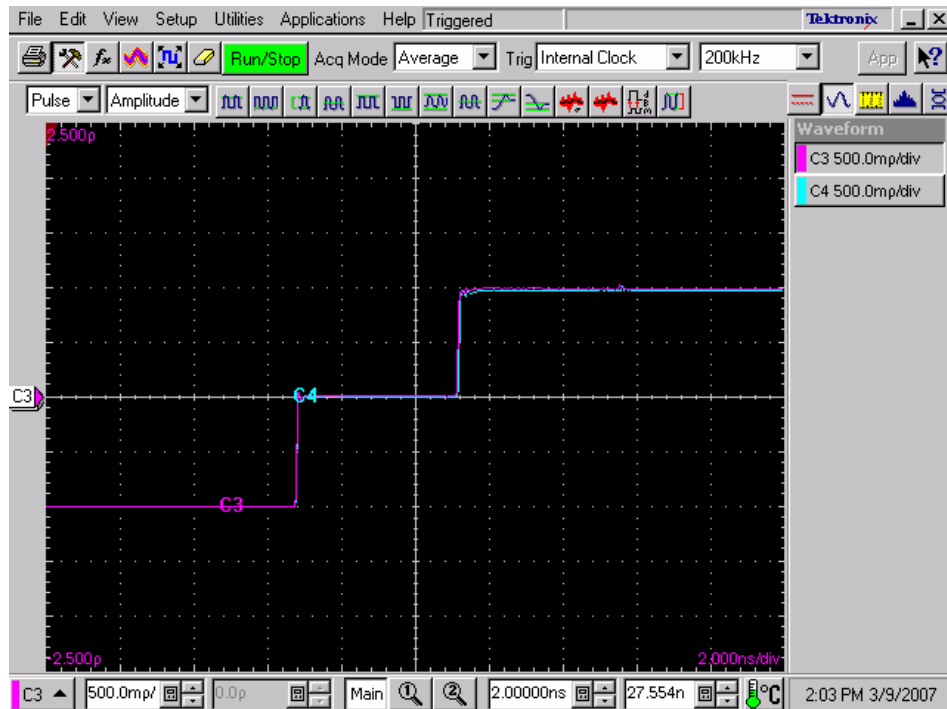 File Edit View Setup Utilities Applications Help Triggered Tektronix
Run/Stop Acq Mode Average Trig Internal Clock 200kHz App
Pulse Amplitude
Waveform
C3 500.0mρ/div
C4 500.0mρ/div
2.500ρ
C4
C3
C3
-2.500ρ 2.000ns/div
C3 500.0mρ/ 0.0ρ Main 1 2 2.00000ns 27.554n °C 2:03 PM 3/9/2007